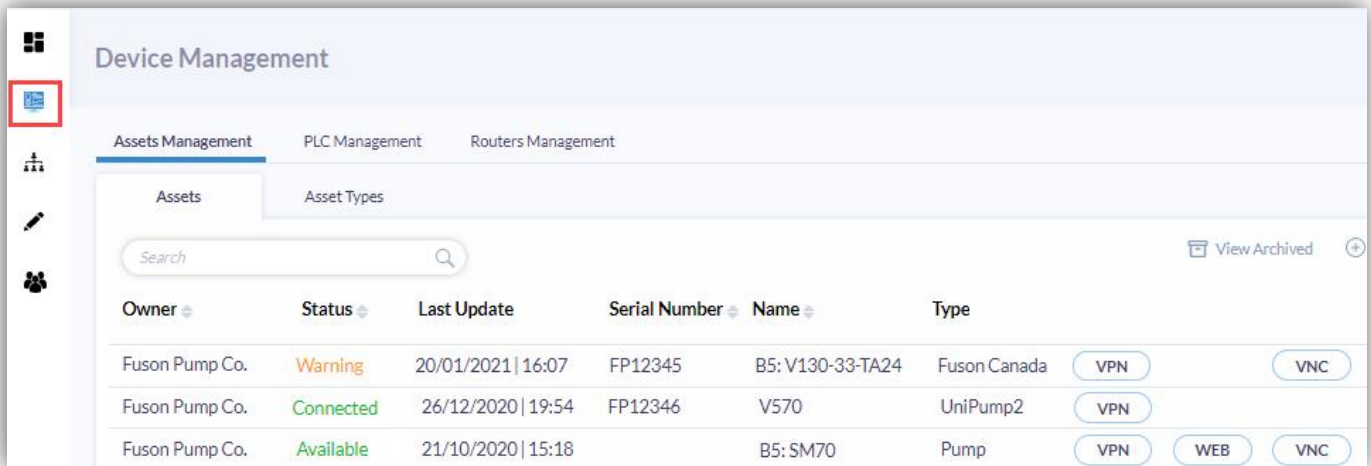 Device Management
Assets Management PLC Management Routers Management
Assets Asset Types
Search View Archived
Owner Status Last Update Serial Number Name Type
Fuson Pump Co. Warning 20/01/2021 | 16:07 FP12345 B5: V130-33-TA24 Fuson Canada VPN VNC
Fuson Pump Co. Connected 26/12/2020 | 19:54 FP12346 V570 UniPump2 VPN
Fuson Pump Co. Available 21/10/2020 | 15:18 B5: SM70 Pump VPN WEB VNC